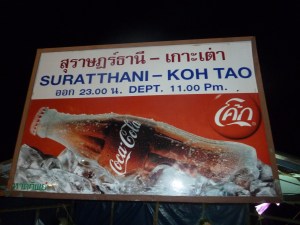 สุราษฎร์ธานี – เกาะเต่า
SURATTHANI – KOH TAO
ออก 23.00 น. DEPT. 11.00 Pm.
โค้ก
Coca-Cola